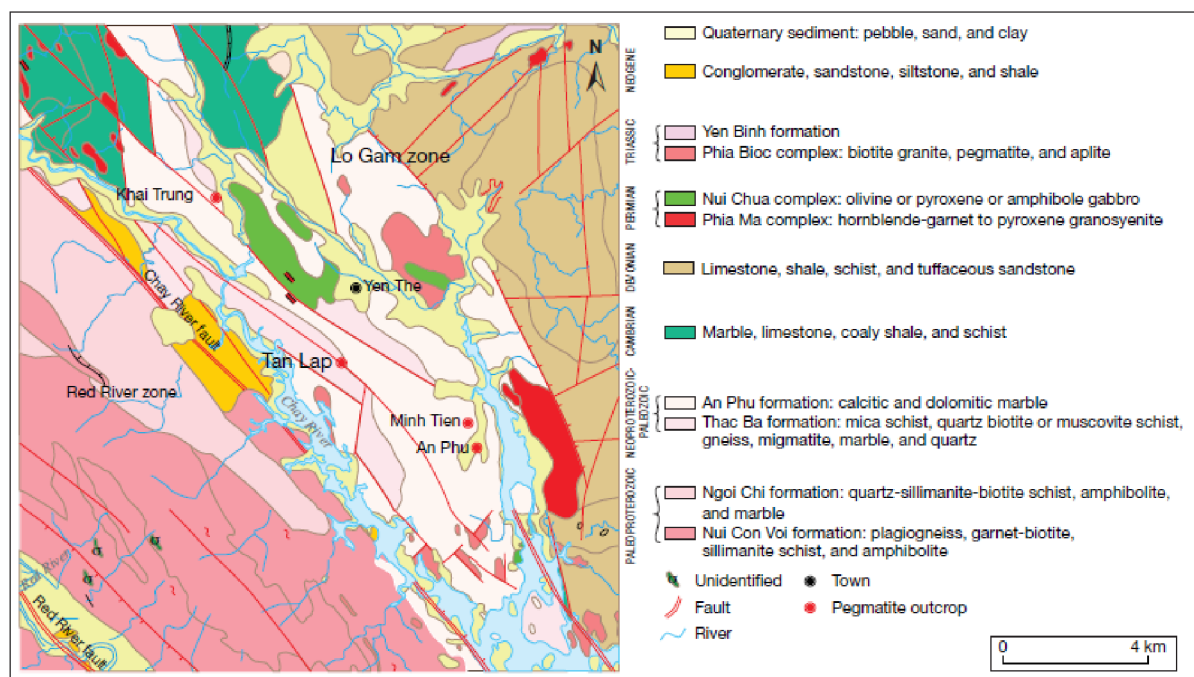 N
Lo Gam zone
Khai Trung
Yen The
Chay River fault
Tan Lap
Red River zone
Chay River
Minh Tien
An Phu
Red River
Red River fault
NEOGENE
TRIASSIC
PERMIAN
DEVONIAN
CAMBRIAN
NEOPROTEROZOIC-
PALEOZOIC
PALEOPROTEROZOIC
Quaternary sediment: pebble, sand, and clay
Conglomerate, sandstone, siltstone, and shale
Yen Binh formation
Phia Bioc complex: biotite granite, pegmatite, and aplite
Nui Chua complex: olivine or pyroxene or amphibole gabbro
Phia Ma complex: hornblende-garnet to pyroxene granosyenite
Limestone, shale, schist, and tuffaceous sandstone
Marble, limestone, coaly shale, and schist
An Phu formation: calcitic and dolomitic marble
Thac Ba formation: mica schist, quartz biotite or muscovite schist,
gneiss, migmatite, marble, and quartz
Ngoi Chi formation: quartz-sillimanite-biotite schist, amphibolite,
and marble
Nui Con Voi formation: plagiogneiss, garnet-biotite,
sillimanite schist, and amphibolite
Unidentified
Town
Fault
Pegmatite outcrop
River
0 4 km